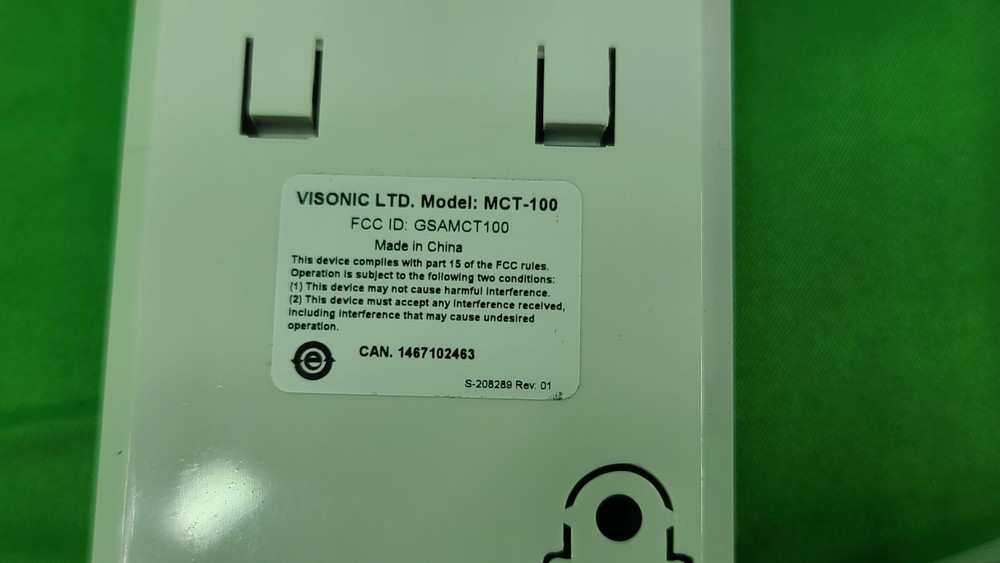 VISONIC LTD. Model: MCT-100
FCC ID: GSAMCT100
Made in China
This device complies with part 15 of the FCC rules.
Operation is subject to the following two conditions:
(1) This device may not cause harmful interference.
(2) This device must accept any interference received,
including interference that may cause undesired
operation.
e
CAN. 1467102463
S-208289 Rev: 01